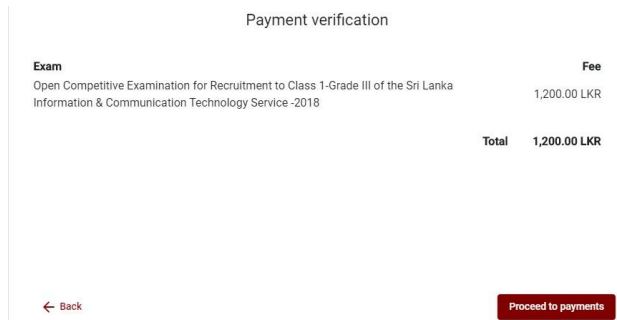 Payment verification
Exam Fee
Open Competitive Examination for Recruitment to Class 1-Grade III of the Sri Lanka
Information & Communication Technology Service -2018
1,200.00 LKR
Total 1,200.00 LKR
← Back
Proceed to payments